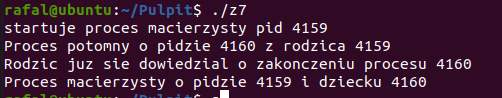 rafal@ubuntu:~/Pulpit$ ./z7
startuje proces macierzysty pid 4159
Proces potomny o pidzie 4160 z rodzica 4159
Rodzic juz sie dowiedzial o zakonczeniu procesu 4160
Proces macierzysty o pidzie 4159 i dziecku 4160